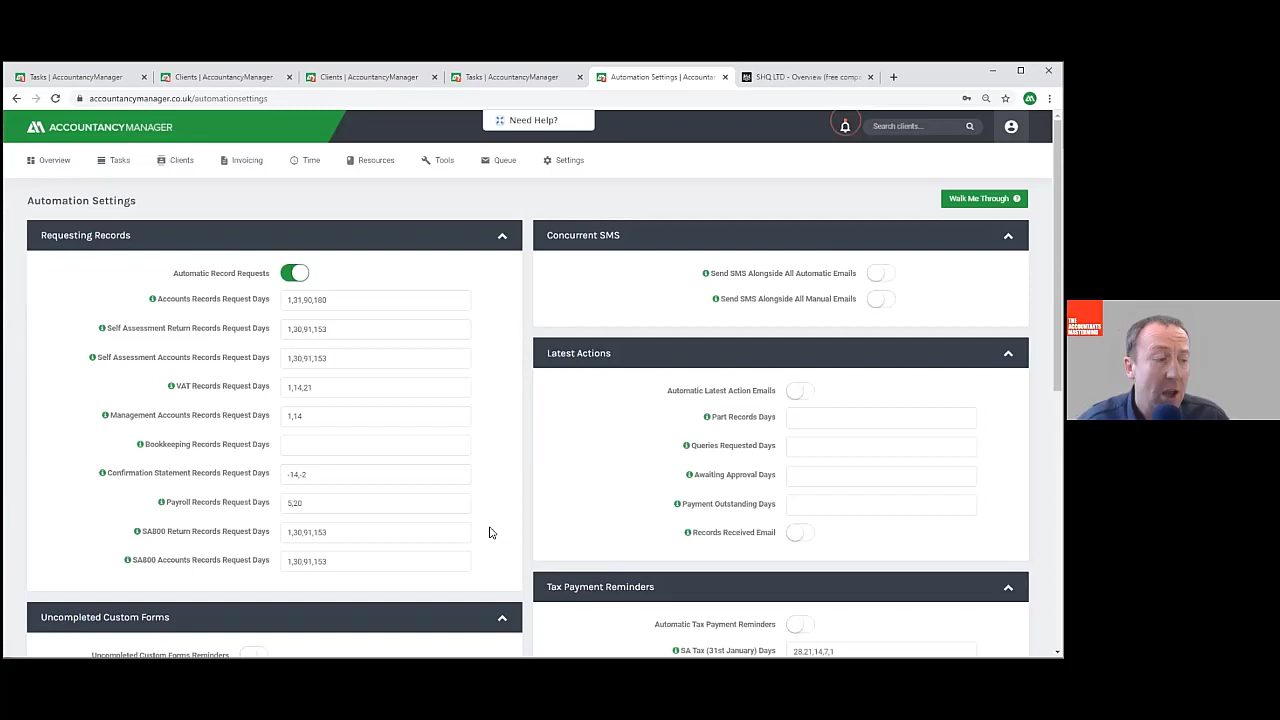 Tasks | AccountancyManager
Clients | AccountancyManager
Clients | AccountancyManager
Tasks | AccountancyManager
Automation Settings | Accountan
SHQ LTD - Overview (free compa
accountancymanager.co.uk/automationsettings
ACCOUNTANCYMANAGER
Need Help?
Search clients...
Overview
Tasks
Clients
Invoicing
Time
Resources
Tools
Queue
Settings
Automation Settings
Walk Me Through
Requesting Records
Automatic Record Requests
Accounts Records Request Days
1,31,90,180
Self Assessment Return Records Request Days
1,30,91,153
Self Assessment Accounts Records Request Days
1,30,91,153
VAT Records Request Days
1,14,21
Management Accounts Records Request Days
1,14
Bookkeeping Records Request Days
Confirmation Statement Records Request Days
-14,-2
Payroll Records Request Days
5,20
SA800 Return Records Request Days
1,30,91,153
SA800 Accounts Records Request Days
1,30,91,153
Uncompleted Custom Forms
Uncompleted Custom Forms Reminders
Concurrent SMS
Send SMS Alongside All Automatic Emails
Send SMS Alongside All Manual Emails
Latest Actions
Automatic Latest Action Emails
Part Records Days
Queries Requested Days
Awaiting Approval Days
Payment Outstanding Days
Records Received Email
Tax Payment Reminders
Automatic Tax Payment Reminders
SA Tax (31st January) Days
28,21,14,7,1
THE
ACCOUNTANTS
MASTERMIND